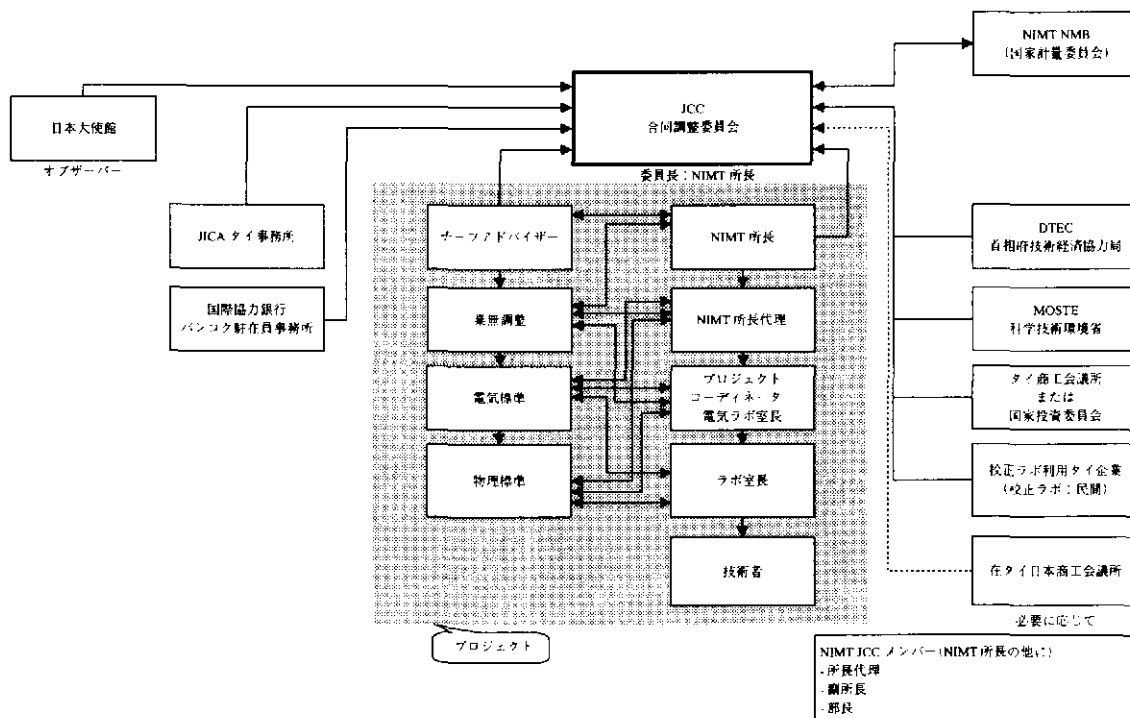 NIMT NMB
(国家計量委員会)
JCC
合同調整委員会
委員長：NIMT 所長
日本大使館
オブザーバー
JICA タイ事務所
国際協力銀行
バンコク駐在員事務所
チーフアドバイザー
NIMT 所長
業務調整
NIMT 所長代理
電気標準
プロジェクト
コーディネータ
電気ラボ室長
物理標準
ラボ室長
技術者
プロジェクト
DTEC
首相府技術経済協力局
MOSTE
科学技術環境省
タイ商工会議所
または
国家投資委員会
校正ラボ利用タイ企業
(校正ラボ：民間)
在タイ日本商工会議所
必要に応じて
NIMT JCC メンバー(NIMT 所長の他に)
- 所長代理
- 副所長
- 部長